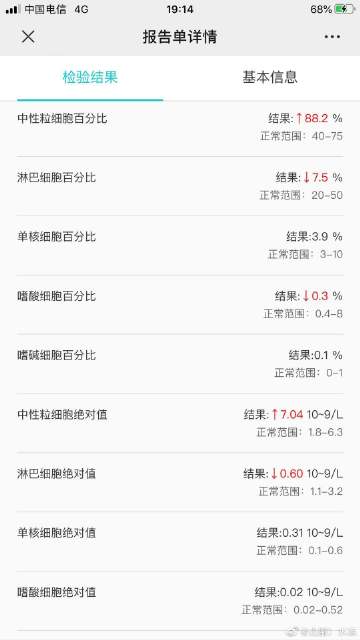 中国电信 4G 19:14 68%
报告单详情
检验结果 基本信息
中性粒细胞百分比 结果:↑88.2 %
正常范围：40-75
淋巴细胞百分比 结果:↓7.5 %
正常范围：20-50
单核细胞百分比 结果:3.9 %
正常范围：3-10
嗜酸细胞百分比 结果:↓0.3 %
正常范围：0.4-8
嗜碱细胞百分比 结果:0.1 %
正常范围：0-1
中性粒细胞绝对值 结果:↑7.04 10~9/L
正常范围：1.8-6.3
淋巴细胞绝对值 结果:↓0.60 10~9/L
正常范围：1.1-3.2
单核细胞绝对值 结果:0.31 10~9/L
正常范围：0.1-0.6
嗜酸细胞绝对值 结果:0.02 10~9/L
正常范围：0.02-0.52